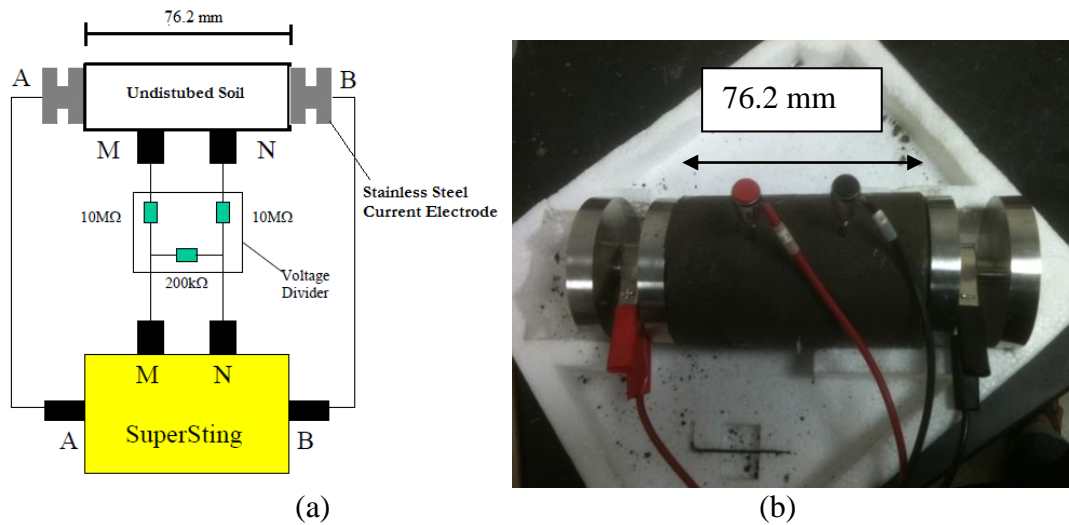 76.2 mm
A
B
Undistubed Soil
M
N
Stainless Steel
Current Electrode
10MΩ
10MΩ
200kΩ
Voltage
Divider
M
N
A
SuperSting
B
(a)
76.2 mm
(b)